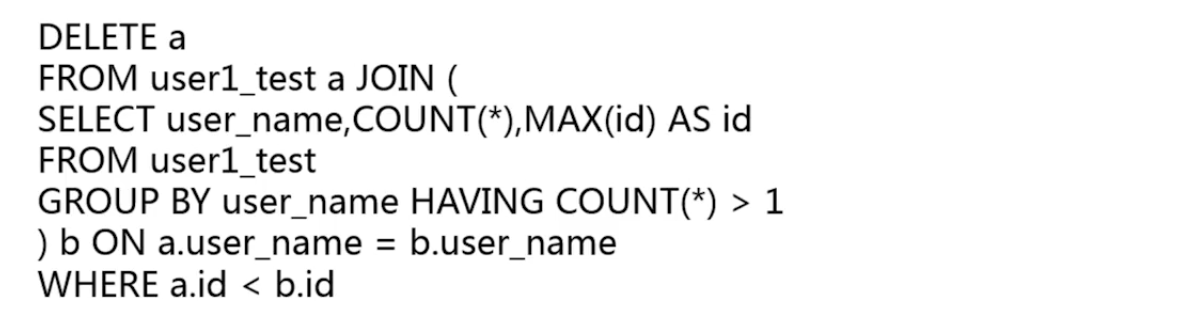 DELETE a
FROM user1_test a JOIN (
SELECT user_name,COUNT(*),MAX(id) AS id
FROM user1_test
GROUP BY user_name HAVING COUNT(*) > 1
) b ON a.user_name = b.user_name
WHERE a.id < b.id